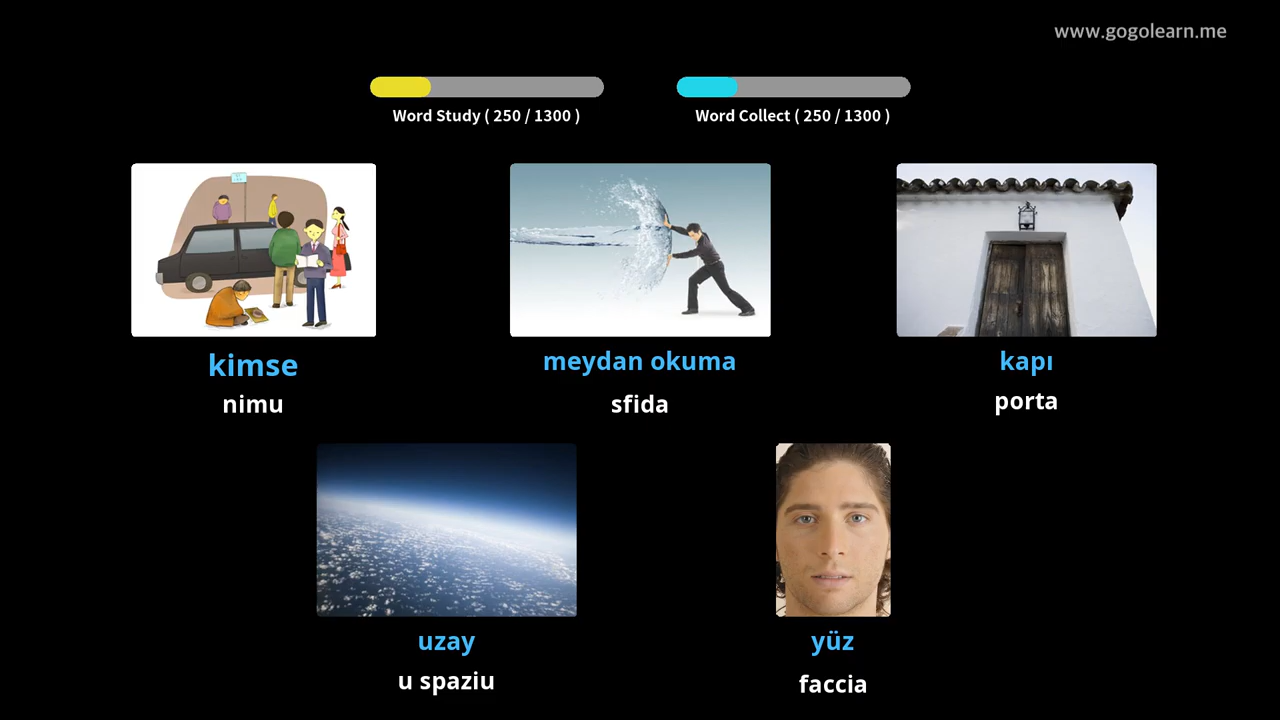 www.gogolearn.me
Word Study ( 250 / 1300 )
Word Collect ( 250 / 1300 )
kimse
meydan okuma
kapı
nimu
sfida
porta
uzay
yüz
u spaziu
faccia